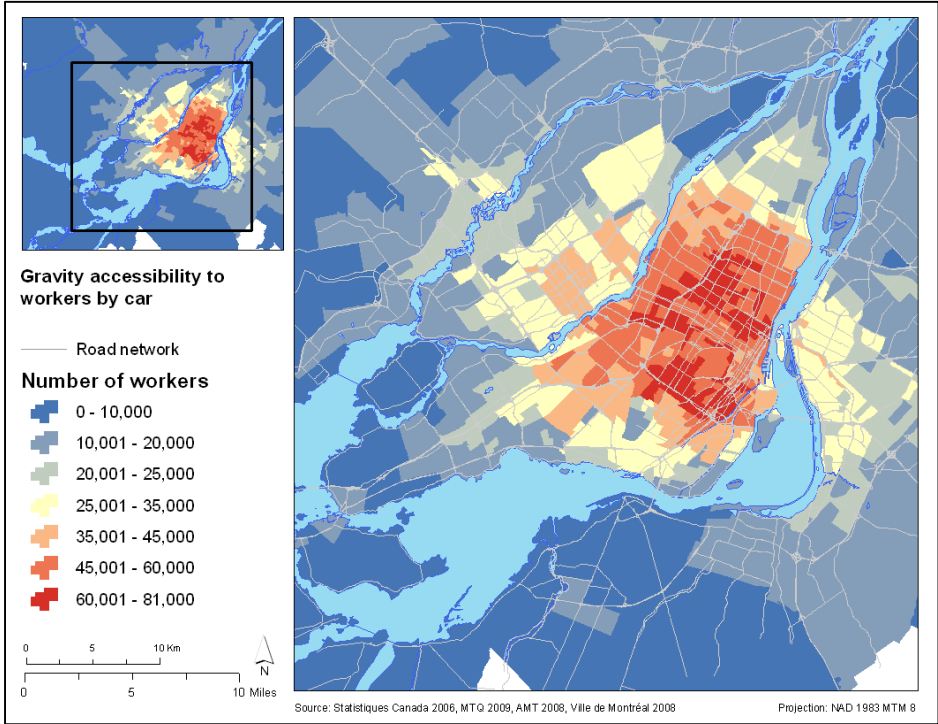 Gravity accessibility to
workers by car
Road network
Number of workers
0 - 10,000
10,001 - 20,000
20,001 - 25,000
25,001 - 35,000
35,001 - 45,000
45,001 - 60,000
60,001 - 81,000
0 5 10 Km
N
0 5 10 Miles
Source: Statistiques Canada 2006, MTQ 2009, AMT 2008, Ville de Montréal 2008
Projection: NAD 1983 MTM 8